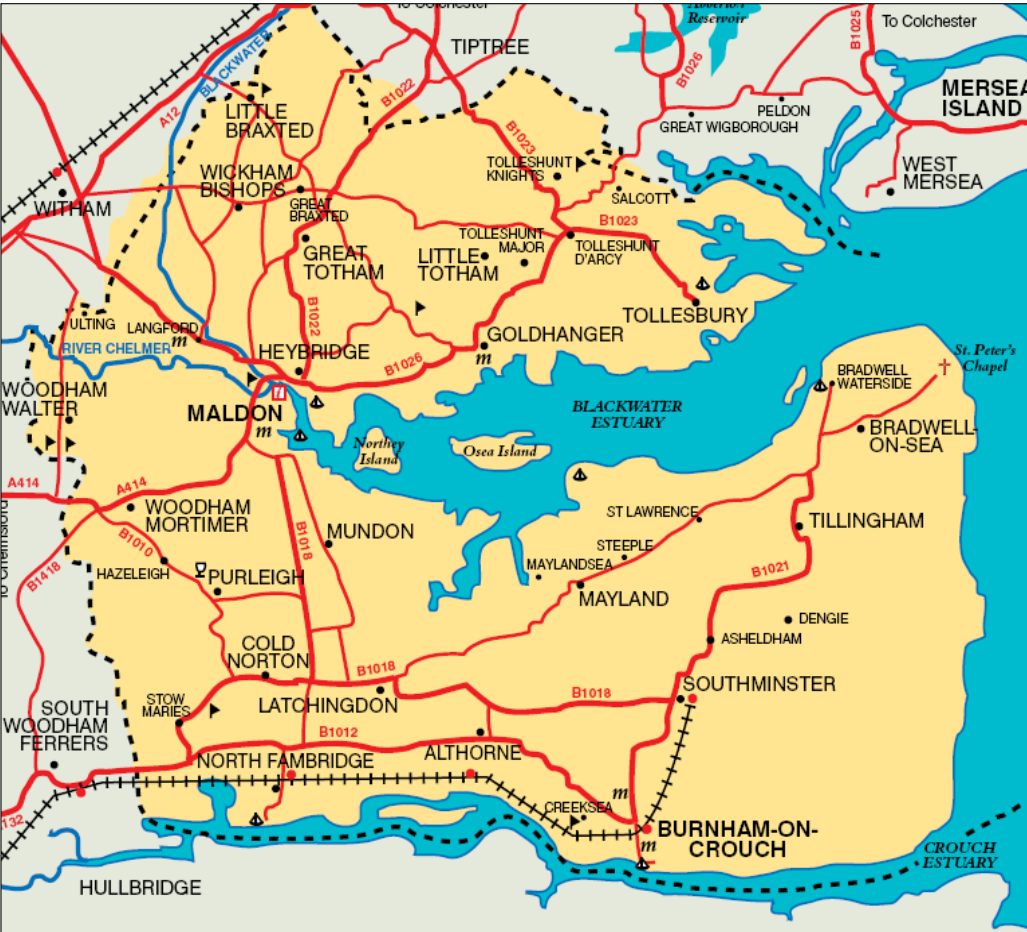 To Colchester
Abberton
Reservoir
B1025
To Colchester
TIPTREE
BLACKWATER
B1026
MERSEA
ISLAND
A12
B1022
LITTLE
BRAXTED
PELDON
GREAT WIGBOROUGH
B1023
WICKHAM
BISHOPS
TOLLESHUNT
KNIGHTS
WEST
MERSEA
WITHAM
GREAT
BRAXTED
SALCOTT
B1023
GREAT
TOTHAM
LITTLE
TOTHAM
TOLLESHUNT
MAJOR
TOLLESHUNT
D'ARCY
TOLLESBURY
ULTING
LANGFORD
m
B1022
GOLDHANGER
m
RIVER CHELMER
HEYBRIDGE
B1026
St. Peter's
Chapel
WOODHAM
WALTER
BRADWELL
WATERSIDE
i
MALDON
m
BLACKWATER
ESTUARY
BRADWELL-
ON-SEA
Northey
Island
Osea Island
A414
A414
WOODHAM
MORTIMER
ST LAWRENCE
TILLINGHAM
To Chelmsford
B1010
B1018
MUNDON
STEEPLE
B1418
HAZELEIGH
PURLEIGH
MAYLANDSEA
MAYLAND
B1021
DENGIE
ASHELDHAM
COLD
NORTON
B1018
SOUTHMINSTER
STOW
MARIES
LATCHINGDON
B1018
SOUTH
WOODHAM
FERRERS
B1012
NORTH FAMBRIDGE
ALTHORNE
m
CREEKSEA
132
BURNHAM-ON-
CROUCH
m
CROUCH
ESTUARY
HULLBRIDGE